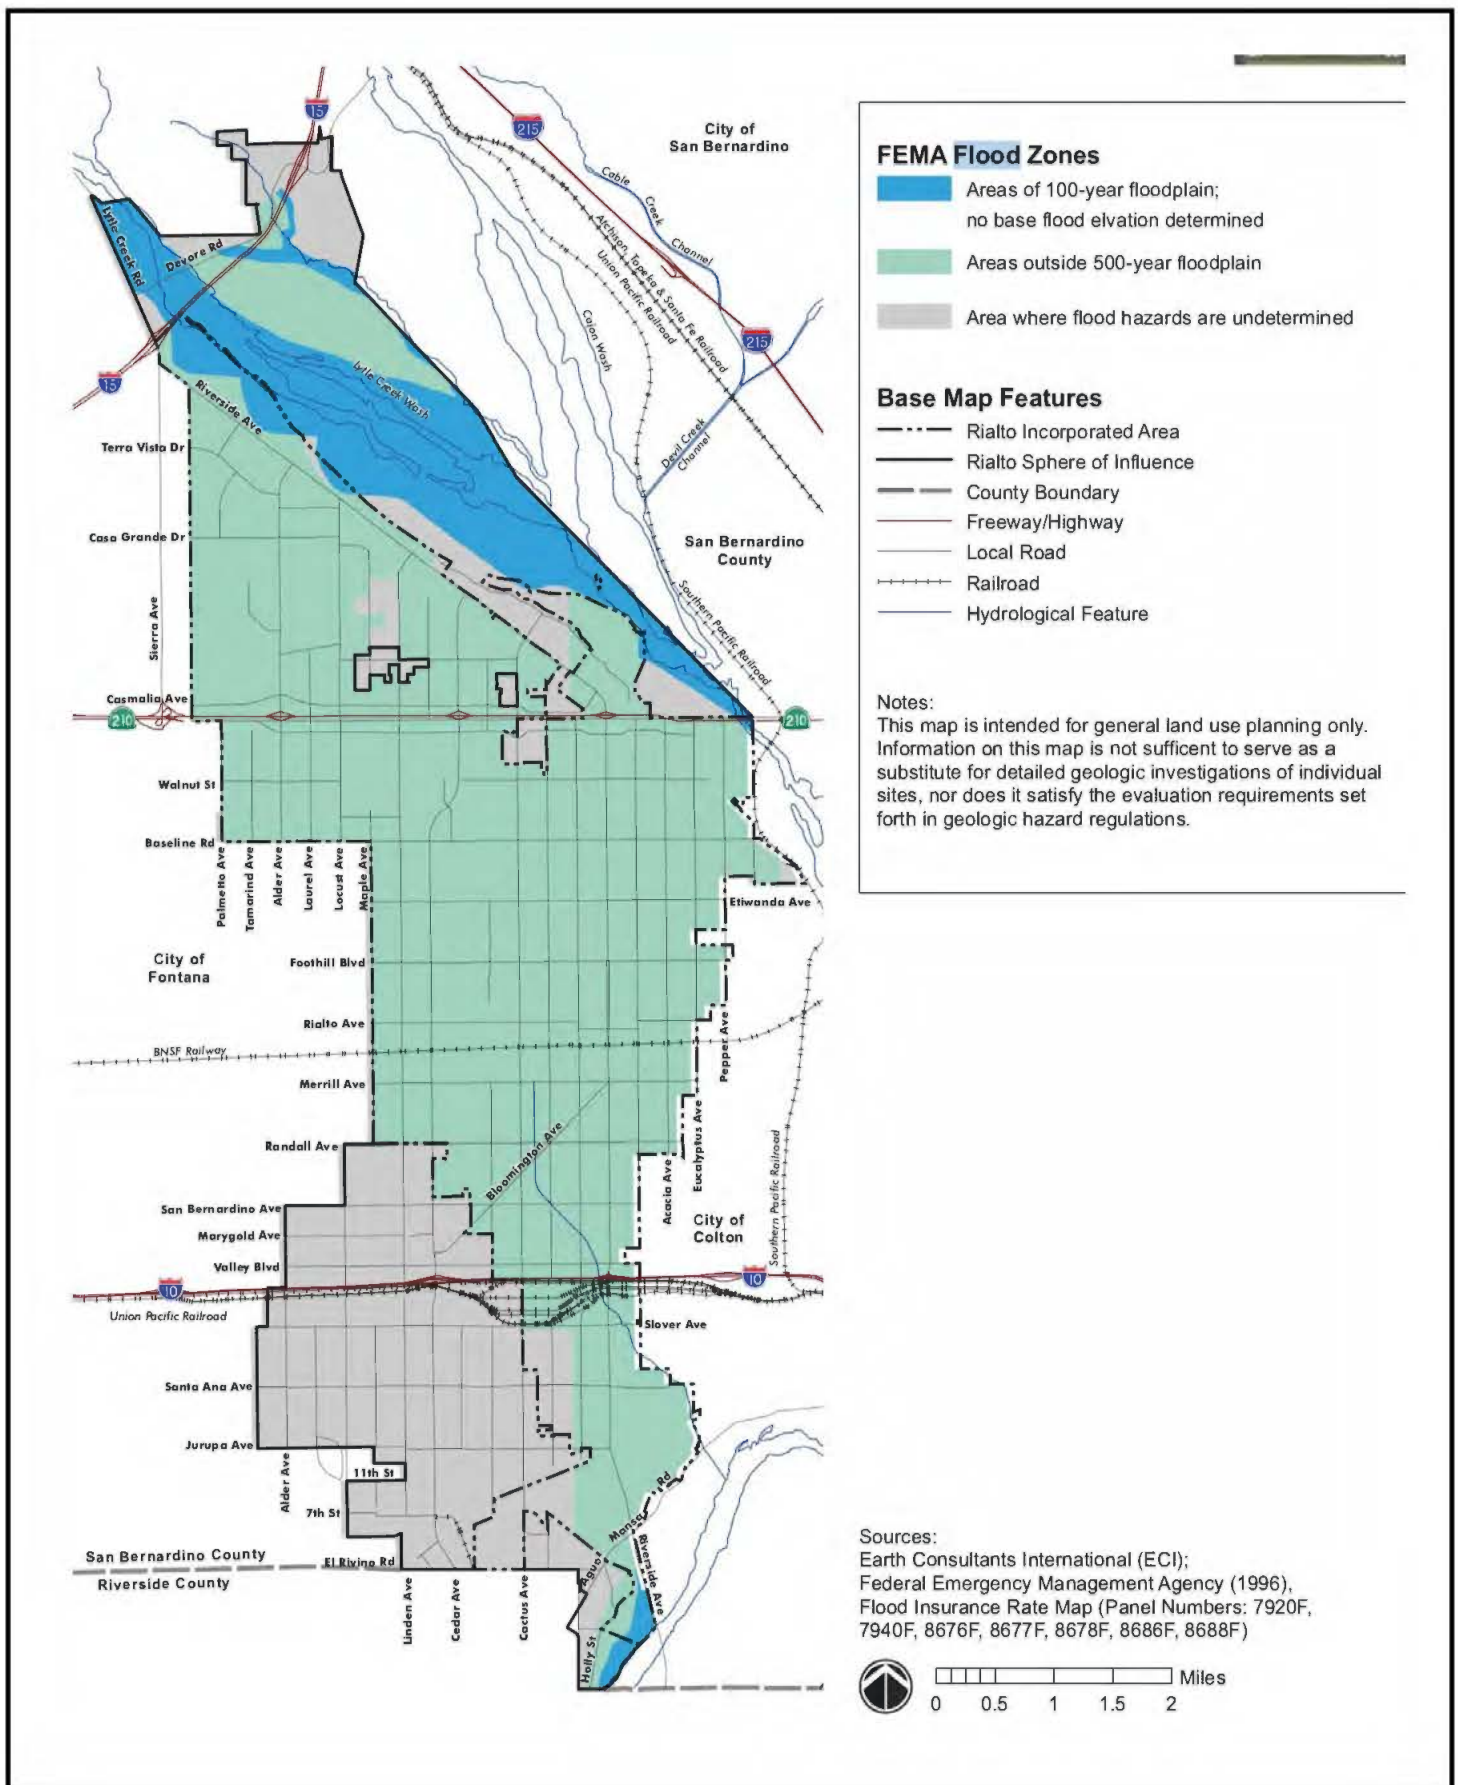 15
215
City of
San Bernardino
Cable
Creek
Channel
Lytle Creek Rd
Devore Rd
Atchison, Topeka & Santa Fe Railroad
Union Pacific Railroad
Cajon Wash
215
15
Riverside Ave
Lytle Creek Wash
Terra Vista Dr
Devil Creek
Channel
Casa Grande Dr
San Bernardino
County
Sierra Ave
Southern Pacific Railroad
Casmalia Ave
210
210
Walnut St
Baseline Rd
Palmetto Ave
Tamarind Ave
Alder Ave
Laurel Ave
Locust Ave
Maple Ave
Etiwanda Ave
City of
Fontana
Foothill Blvd
Rialto Ave
BNSF Railway
Pepper Ave
Merrill Ave
Eucalyptus Ave
Randall Ave
Bloomington Ave
Acacia Ave
Southern Pacific Railroad
San Bernardino Ave
Marygold Ave
City of
Colton
Valley Blvd
10
10
Union Pacific Railroad
Slover Ave
Santa Ana Ave
Jurupa Ave
Alder Ave
11th St
7th St
Agua
Mansa
Rd
Riverside Ave
San Bernardino County
Riverside County
El Rivino Rd
Linden Ave
Cedar Ave
Cactus Ave
Holly St
FEMA Flood Zones
Areas of 100-year floodplain;
no base flood elvation determined
Areas outside 500-year floodplain
Area where flood hazards are undetermined
Base Map Features
Rialto Incorporated Area
Rialto Sphere of Influence
County Boundary
Freeway/Highway
Local Road
Railroad
Hydrological Feature
Notes:
This map is intended for general land use planning only.
Information on this map is not sufficent to serve as a
substitute for detailed geologic investigations of individual
sites, nor does it satisfy the evaluation requirements set
forth in geologic hazard regulations.
Sources:
Earth Consultants International (ECI);
Federal Emergency Management Agency (1996),
Flood Insurance Rate Map (Panel Numbers: 7920F,
7940F, 8676F, 8677F, 8678F, 8686F, 8688F)
Miles
0 0.5 1 1.5 2